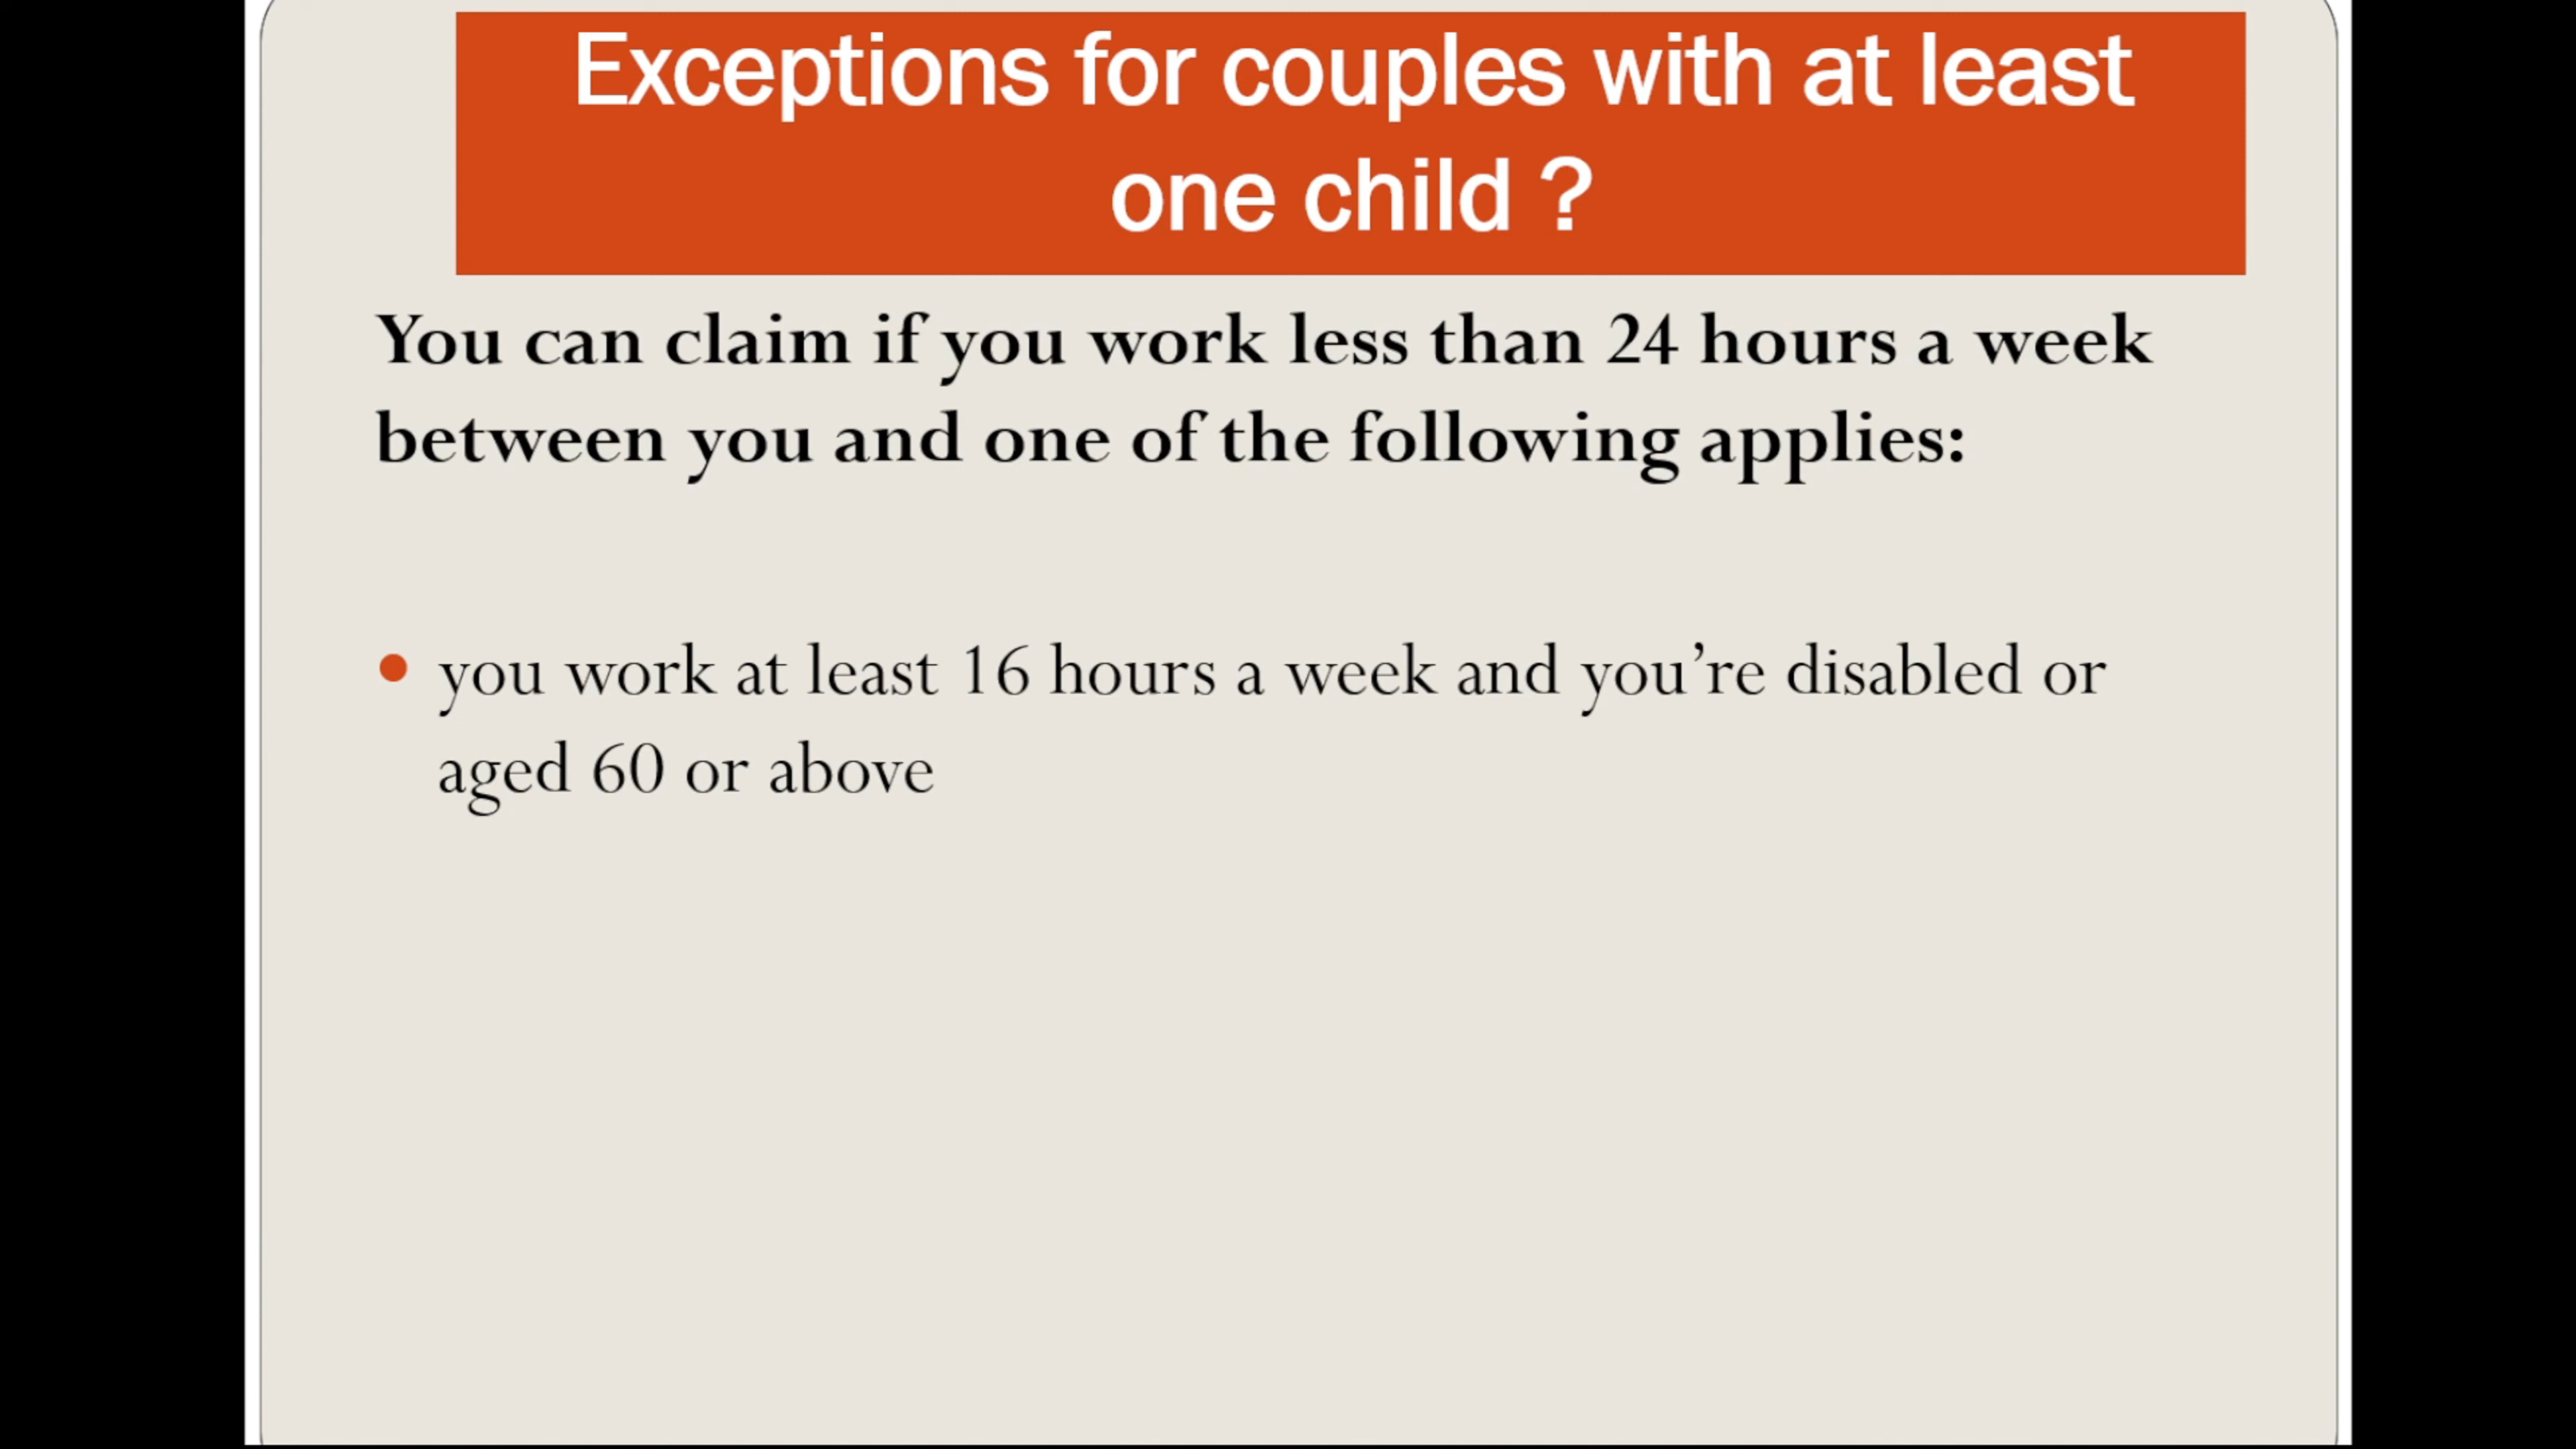 Exceptions for couples with at least
one child ?
You can claim if you work less than 24 hours a week
between you and one of the following applies:
• you work at least 16 hours a week and you’re disabled or
aged 60 or above